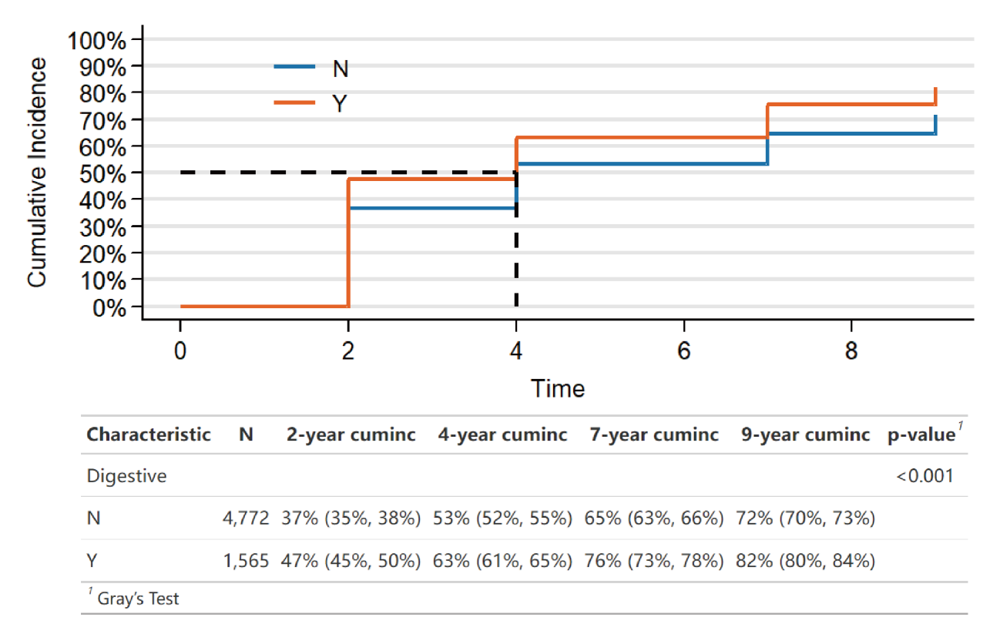 Cumulative Incidence
100%
90%
80%
70%
60%
50%
40%
30%
20%
10%
0%
N
Y
0 2 4 6 8
Time
Characteristic N 2-year cuminc 4-year cuminc 7-year cuminc 9-year cuminc p-value1
Digestive <0.001
N 4,772 37% (35%, 38%) 53% (52%, 55%) 65% (63%, 66%) 72% (70%, 73%)
Y 1,565 47% (45%, 50%) 63% (61%, 65%) 76% (73%, 78%) 82% (80%, 84%)
1 Gray’s Test